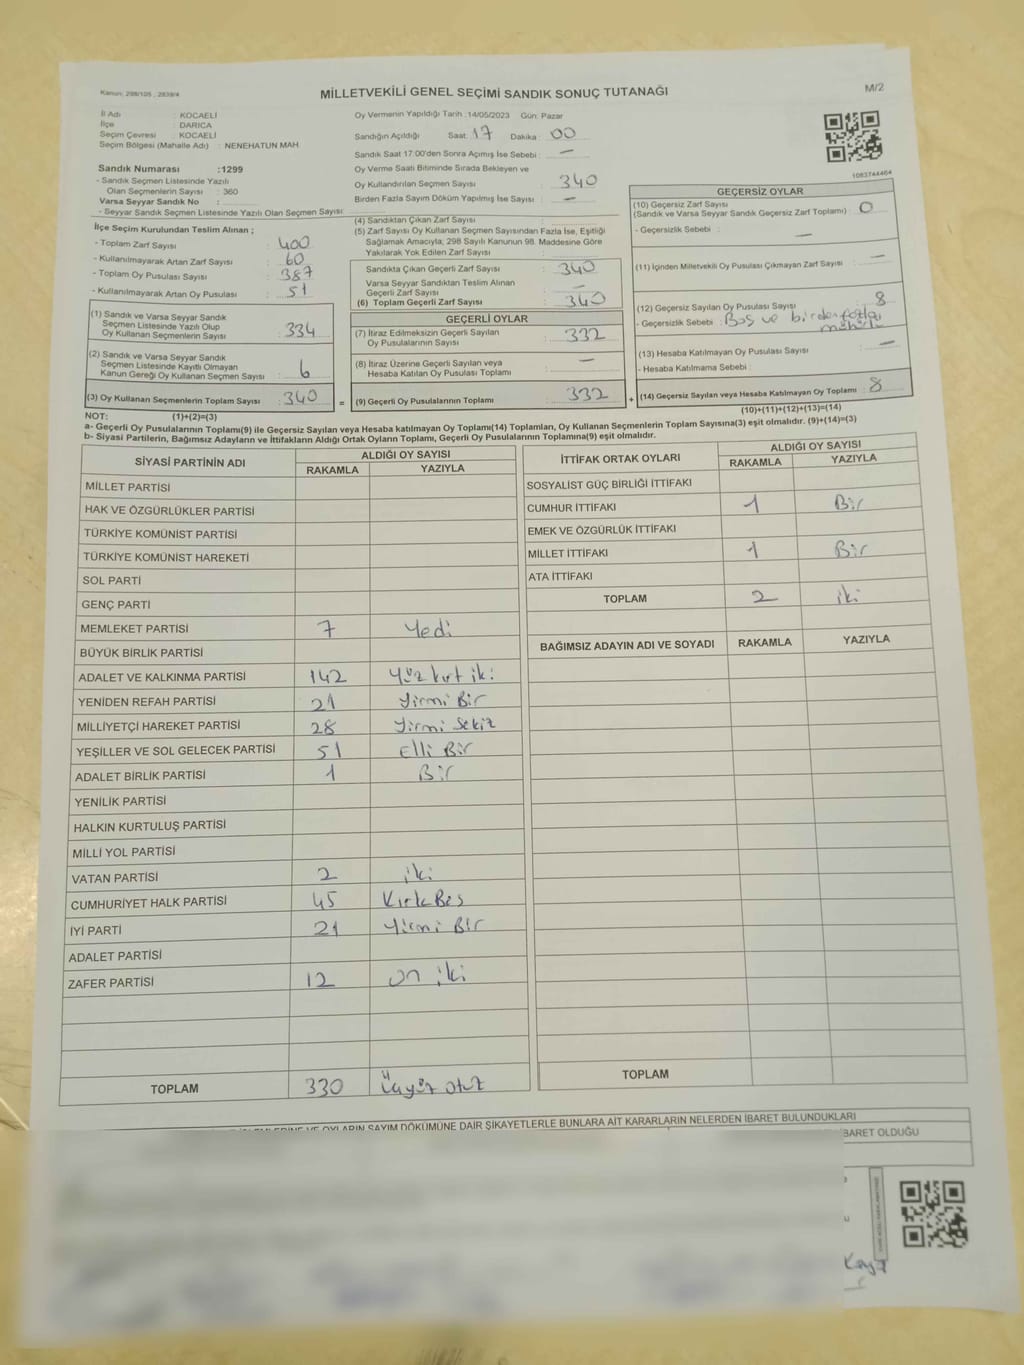 Kanun: 298/105 , 2839/4
MİLLETVEKİLİ GENEL SEÇİMİ SANDIK SONUÇ TUTANAĞI
M/2
İl Adı : KOCAELİ
İlçe : DARICA
Seçim Çevresi : KOCAELİ
Seçim Bölgesi (Mahalle Adı) : NENEHATUN MAH
Sandık Numarası :1299
- Sandık Seçmen Listesinde Yazılı
Olan Seçmenlerin Sayısı : 360
Varsa Seyyar Sandık No :
- Seyyar Sandık Seçmen Listesinde Yazılı Olan Seçmen Sayısı:
İlçe Seçim Kurulundan Teslim Alınan ;
- Toplam Zarf Sayısı : 400
- Kullanılmayarak Artan Zarf Sayısı : 60
- Toplam Oy Pusulası Sayısı : 387
- Kullanılmayarak Artan Oy Pusulası : 51
(1) Sandık ve Varsa Seyyar Sandık
Seçmen Listesinde Yazılı Olup
Oy Kullanan Seçmenlerin Sayısı : 334
(2) Sandık ve Varsa Seyyar Sandık
Seçmen Listesinde Kayıtlı Olmayan
Kanun Gereği Oy Kullanan Seçmen Sayısı : 6
(3) Oy Kullanan Seçmenlerin Toplam Sayısı : 340
Oy Vermenin Yapıldığı Tarih :14/05/2023 Gün: Pazar
Sandığın Açıldığı Saat: 17 Dakika : 00
Sandık Saat 17:00'den Sonra Açımış İse Sebebi : —
Oy Verme Saati Bitiminde Sırada Bekleyen ve
Oy Kullandırılan Seçmen Sayısı : 340
Birden Fazla Sayım Döküm Yapılmış İse Sayısı : —
(4) Sandıktan Çıkan Zarf Sayısı :
(5) Zarf Sayısı Oy Kullanan Seçmen Sayısından Fazla İse, Eşitliği
Sağlamak Amacıyla; 298 Sayılı Kanunun 98. Maddesine Göre
Yakılarak Yok Edilen Zarf Sayısı :
Sandıkta Çıkan Geçerli Zarf Sayısı : 340
Varsa Seyyar Sandıktan Teslim Alınan
Geçerli Zarf Sayısı : —
(6) Toplam Geçerli Zarf Sayısı : 340
GEÇERLİ OYLAR
(7) İtiraz Edilmeksizin Geçerli Sayılan
Oy Pusulalarının Sayısı : 332
(8) İtiraz Üzerine Geçerli Sayılan veya
Hesaba Katılan Oy Pusulası Toplamı : —
= (9) Geçerli Oy Pusulalarının Toplamı : 332
1083744464
GEÇERSİZ OYLAR
(10) Geçersiz Zarf Sayısı
(Sandık ve Varsa Seyyar Sandık Geçersiz Zarf Toplamı) : 0
- Geçersizlik Sebebi : —
(11) İçinden Milletvekili Oy Pusulası Çıkmayan Zarf Sayısı : —
(12) Geçersiz Sayılan Oy Pusulası Sayısı : 8
- Geçersizlik Sebebi : Boş ve birden fazla
mühürlü
(13) Hesaba Katılmayan Oy Pusulası Sayısı : —
- Hesaba Katılmama Sebebi :
+ (14) Geçersiz Sayılan veya Hesaba Katılmayan Oy Toplamı : 8
NOT: (1)+(2)=(3)
(10)+(11)+(12)+(13)=(14)
a- Geçerli Oy Pusulalarının Toplamı(9) ile Geçersiz Sayılan veya Hesaba katılmayan Oy Toplamı(14) Toplamları, Oy Kullanan Seçmenlerin Toplam Sayısına(3) eşit olmalıdır. (9)+(14)=(3)
b- Siyasi Partilerin, Bağımsız Adayların ve İttifakların Aldığı Ortak Oyların Toplamı, Geçerli Oy Pusulalarının Toplamına(9) eşit olmalıdır.
SİYASİ PARTİNİN ADI ALDIĞI OY SAYISI
RAKAMLA YAZIYLA
MİLLET PARTİSİ
HAK VE ÖZGÜRLÜKLER PARTİSİ
TÜRKİYE KOMÜNİST PARTİSİ
TÜRKİYE KOMÜNİST HAREKETİ
SOL PARTİ
GENÇ PARTİ
MEMLEKET PARTİSİ 7 Yedi
BÜYÜK BİRLİK PARTİSİ
ADALET VE KALKINMA PARTİSİ 142 Yüz kırk iki
YENİDEN REFAH PARTİSİ 21 Yirmi Bir
MİLLİYETÇİ HAREKET PARTİSİ 28 Yirmi Sekiz
YEŞİLLER VE SOL GELECEK PARTİSİ 51 Elli Bir
ADALET BİRLİK PARTİSİ 1 Bir
YENİLİK PARTİSİ
HALKIN KURTULUŞ PARTİSİ
MİLLİ YOL PARTİSİ
VATAN PARTİSİ 2 iki
CUMHURİYET HALK PARTİSİ 45 Kırk Beş
İYİ PARTİ 21 Yirmi Bir
ADALET PARTİSİ
ZAFER PARTİSİ 12 on iki
TOPLAM 330 Üçyüz otuz
İTTİFAK ORTAK OYLARI ALDIĞI OY SAYISI
RAKAMLA YAZIYLA
SOSYALİST GÜÇ BİRLİĞİ İTTİFAKI
CUMHUR İTTİFAKI 1 Bir
EMEK VE ÖZGÜRLÜK İTTİFAKI
MİLLET İTTİFAKI 1 Bir
ATA İTTİFAKI
TOPLAM 2 iki
BAĞIMSIZ ADAYIN ADI VE SOYADI RAKAMLA YAZIYLA
TOPLAM
VE OYLARIN SAYIM DÖKÜMÜNE DAİR ŞİKAYETLERLE BUNLARA AİT KARARLARIN NELERDEN İBARET BULUNDUKLARI
BARET OLDUĞU
Kaya